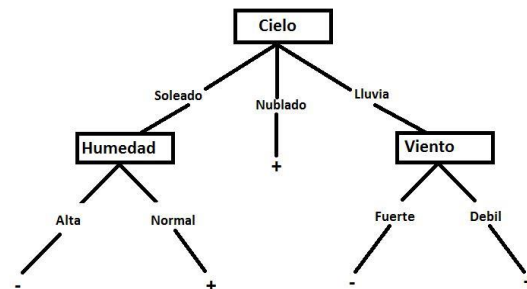 Cielo
Soleado
Nublado
Lluvia
Humedad
+
Viento
Alta
Normal
Fuerte
Debil
-
+
-